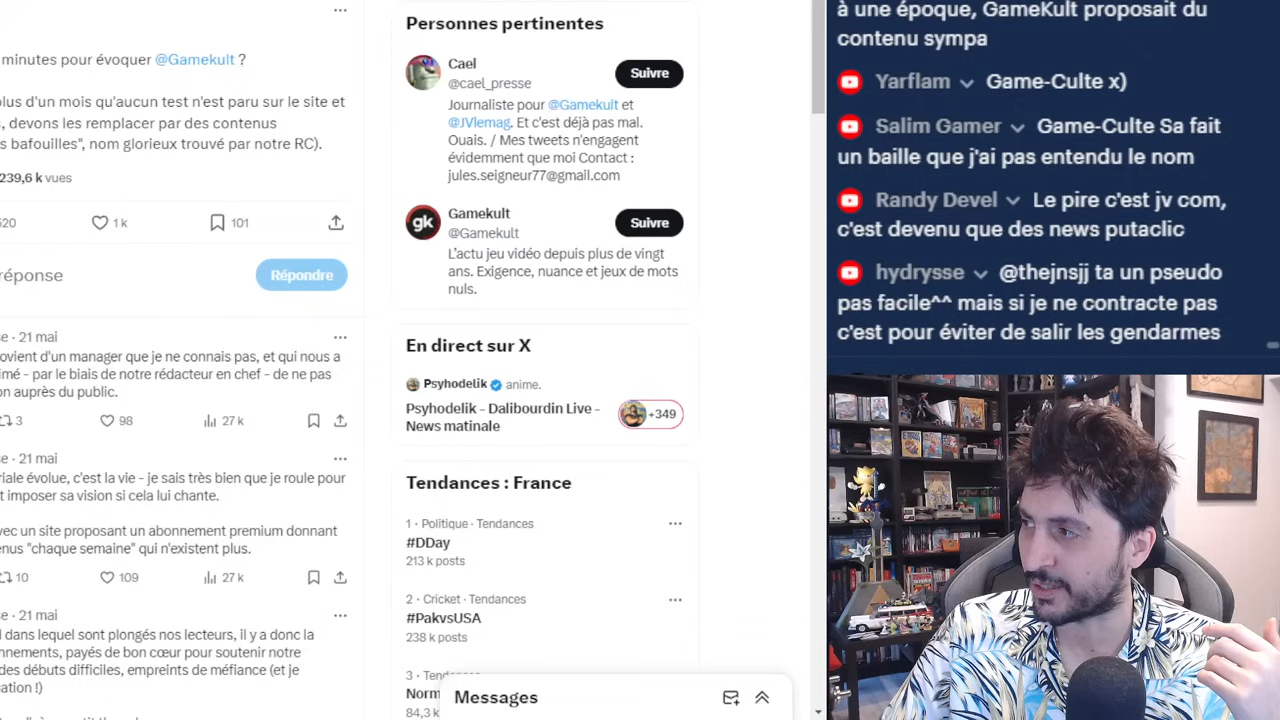 minutes pour évoquer @Gamekult ?
plus d'un mois qu'aucun test n'est paru sur le site et
devons les remplacer par des contenus
bafouilles", nom glorieux trouvé par notre RC).
239,6 k vues
520
1 k
101
réponse
Répondre
21 mai
d'un manager que je ne connais pas, et qui nous a
par le biais de notre rédacteur en chef - de ne pas
auprès du public.
3
98
27 k
21 mai
évolue, c'est la vie - je sais très bien que je roule pour
imposer sa vision si cela lui chante.
avec un site proposant un abonnement premium donnant
"chaque semaine" qui n'existent plus.
10
109
27 k
21 mai
dans lequel sont plongés nos lecteurs, il y a donc la
payés de bon cœur pour soutenir notre
des débuts difficiles, empreints de méfiance (et je
!)
Personnes pertinentes
Cael
@cael_presse
Suivre
Journaliste pour @Gamekult et
@JVlemag. Et c'est déjà pas mal.
Ouais. / Mes tweets n'engagent
évidemment que moi Contact :
jules.seigneur77@gmail.com
gk
Gamekult
@Gamekult
Suivre
L'actu jeu vidéo depuis plus de vingt
ans. Exigence, nuance et jeux de mots
nuls.
En direct sur X
Psyhodelik anime.
Psyhodelik - Dalibourdin Live -
News matinale
+349
Tendances : France
1 · Politique · Tendances
#DDay
213 k posts
2 · Cricket · Tendances
#PakvsUSA
238 k posts
3 ·
Norm
84,3
Messages
à une époque, GameKult proposait du
contenu sympa
Yarflam Game-Culte x)
Salim Gamer Game-Culte Sa fait
un baille que j'ai pas entendu le nom
Randy Devel Le pire c'est jv com,
c'est devenu que des news putaclic
hydrysse @thejnsjj ta un pseudo
pas facile^^ mais si je ne contracte pas
c'est pour éviter de salir les gendarmes